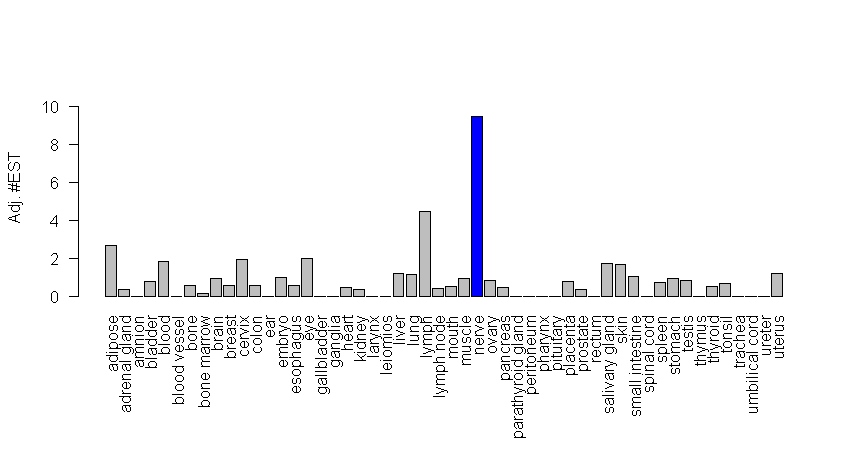 10
8
6
4
2
0
Adj. #EST
adipose
adrenal gland
amnion
bladder
blood
blood vessel
bone
bone marrow
brain
breast
cervix
colon
ear
embryo
esophagus
eye
gallbladder
ganglia
heart
kidney
larynx
leiomios
liver
lung
lymph
lymph node
mouth
muscle
nerve
ovary
pancreas
parathyroid gland
peritoneum
pharynx
pituitary
placenta
prostate
rectum
salivary gland
skin
small intestine
spinal cord
spleen
stomach
testis
thymus
thyroid
tonsil
trachea
umbilical cord
ureter
uterus